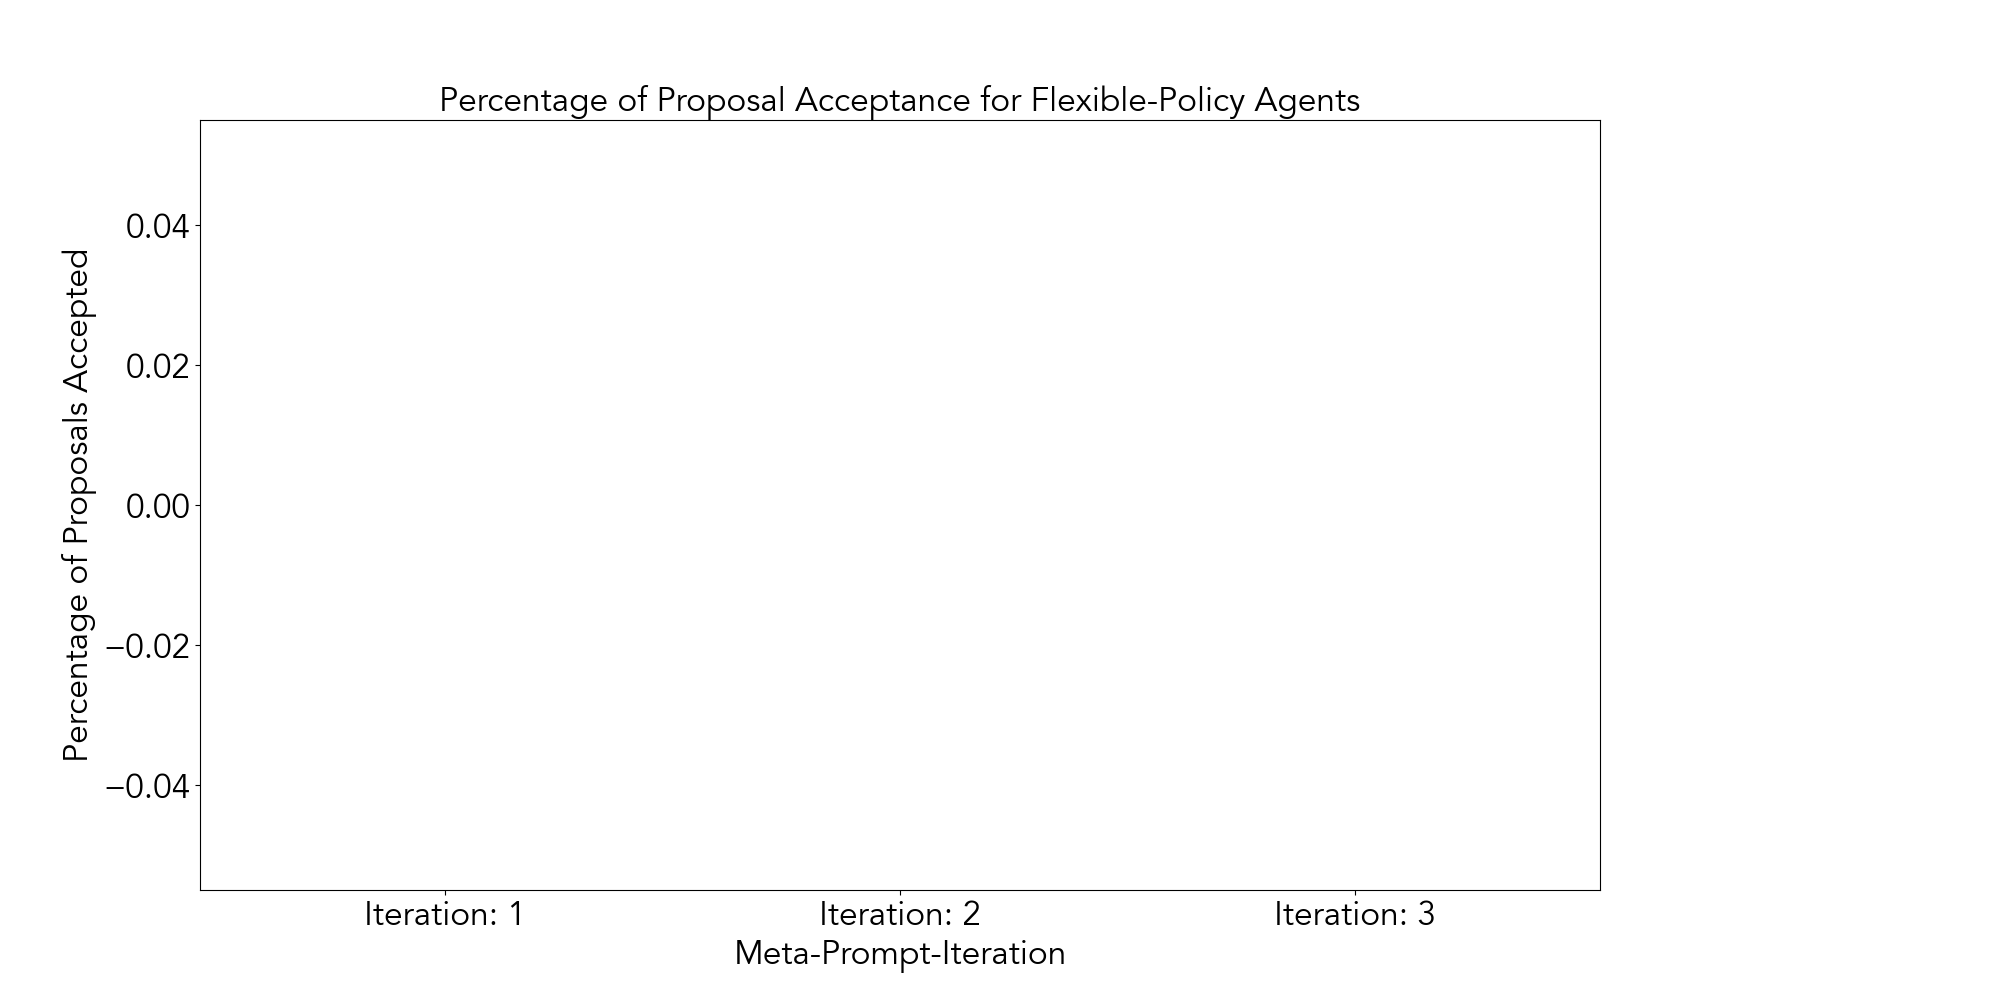 Percentage of Proposal Acceptance for Flexible-Policy Agents
Percentage of Proposals Accepted
0.04
0.02
0.00
−0.02
−0.04
Iteration: 1
Iteration: 2
Iteration: 3
Meta-Prompt-Iteration